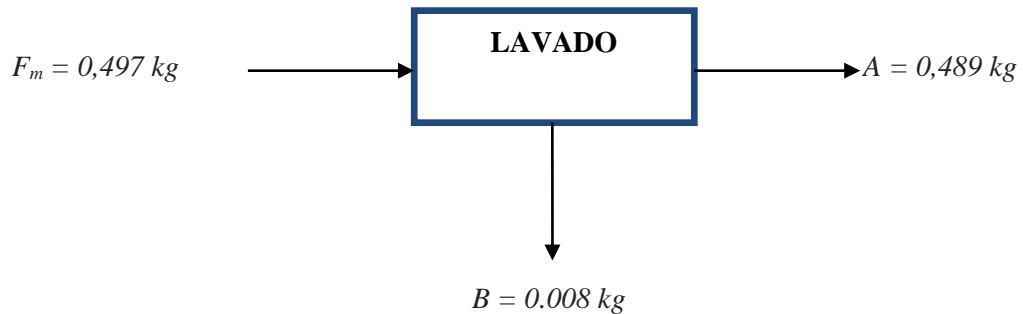 LAVADO
Fm = 0,497 kg
A = 0,489 kg
B = 0.008 kg